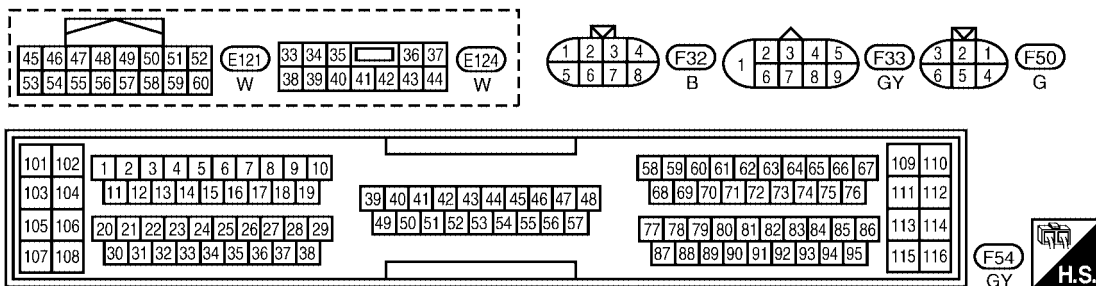 45 46 47 48 49 50 51 52 E121
53 54 55 56 57 58 59 60 W
33 34 35 36 37 E124
38 39 40 41 42 43 44 W
1 2 3 4 F32
5 6 7 8 B
1 2 3 4 5 F33
6 7 8 9 GY
3 2 1 F50
6 5 4 G
101 102 1 2 3 4 5 6 7 8 9 10 58 59 60 61 62 63 64 65 66 67 109 110
103 104 11 12 13 14 15 16 17 18 19 39 40 41 42 43 44 45 46 47 48 68 69 70 71 72 73 74 75 76 111 112
105 106 20 21 22 23 24 25 26 27 28 29 49 50 51 52 53 54 55 56 57 77 78 79 80 81 82 83 84 85 86 113 114
107 108 30 31 32 33 34 35 36 37 38 87 88 89 90 91 92 93 94 95 115 116
F54
GY
H.S.